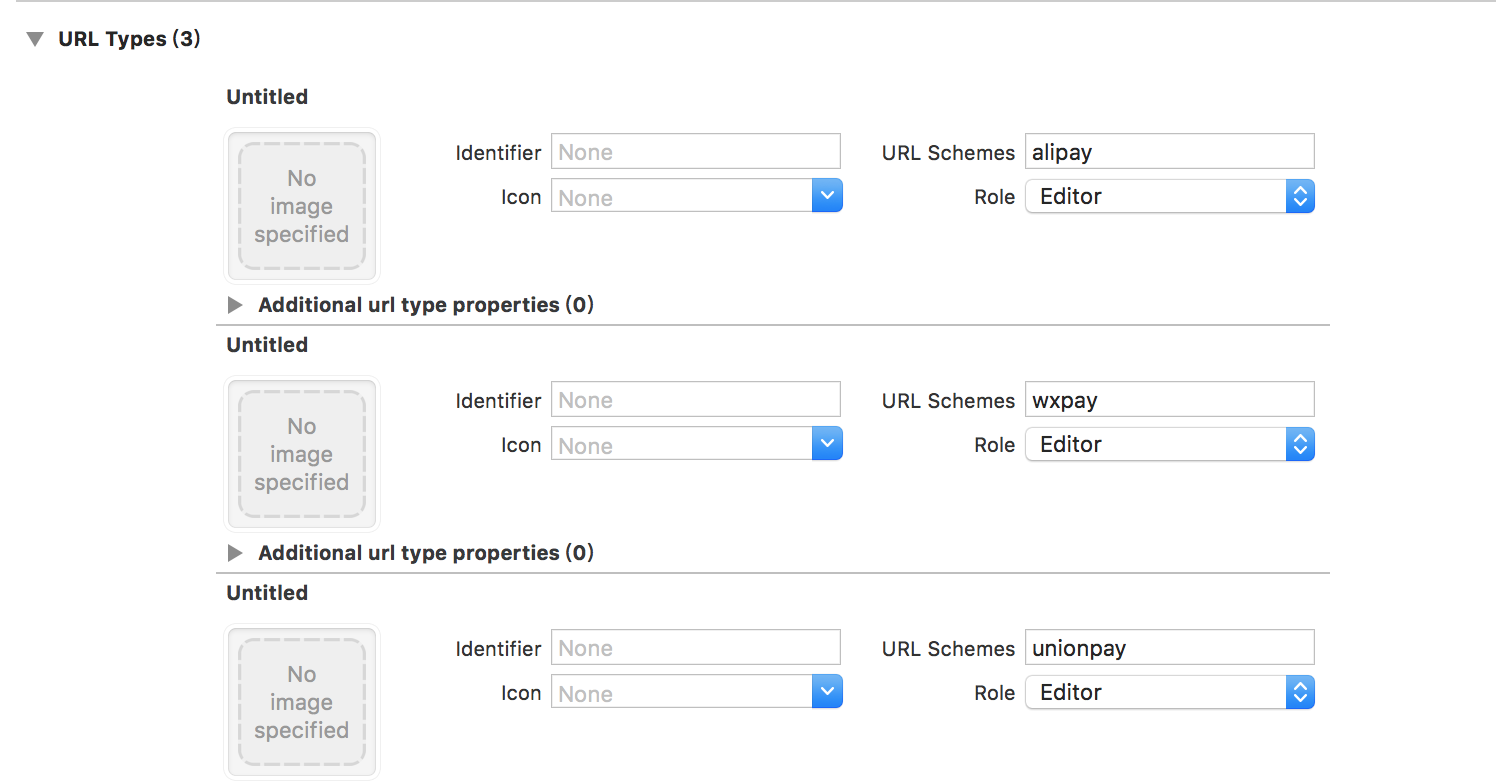 URL Types (3)
Untitled
No
image
specified
Identifier None URL Schemes alipay
Icon None Role Editor
Additional url type properties (0)
Untitled
No
image
specified
Identifier None URL Schemes wxpay
Icon None Role Editor
Additional url type properties (0)
Untitled
No
image
specified
Identifier None URL Schemes unionpay
Icon None Role Editor